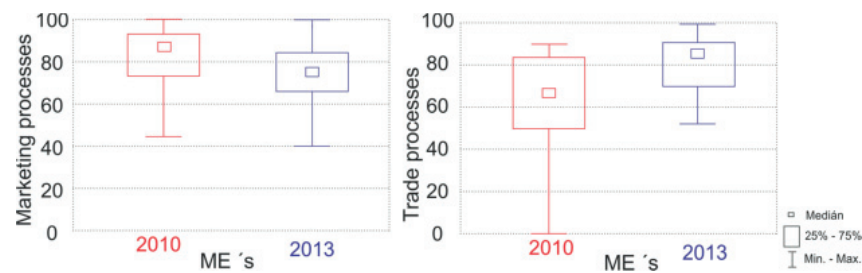 Marketing processes
100
80
60
40
20
0
2010
2013
ME ´s
Trade processes
100
80
60
40
20
0
2010
2013
ME ´s
Medián
25% - 75%
Min. - Max.